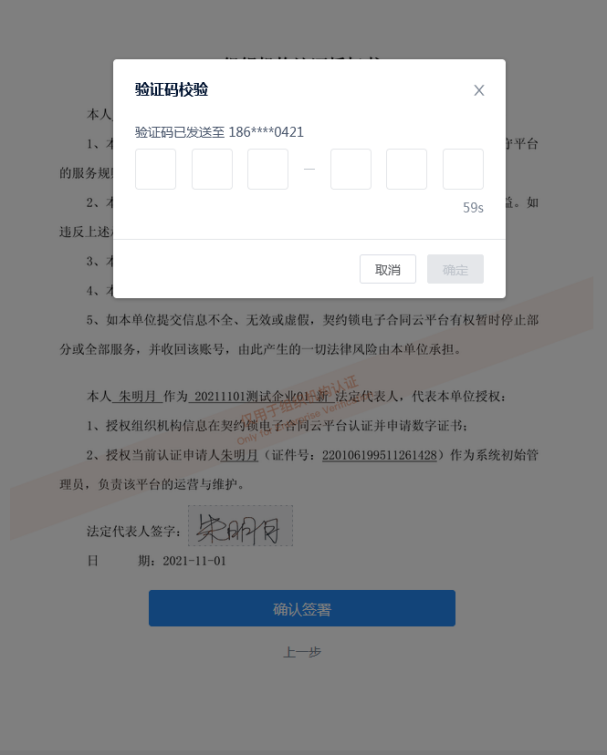 验证码校验
验证码已发送至 186****0421
59s
取消
确定
本人
1、本
守平台
的服务规
2、本
益。如
违反上述
3、本
4、本
5、如本单位提交信息不全、无效或虚假，契约锁电子合同云平台有权暂时停止部
分或全部服务，并收回该账号，由此产生的一切法律风险由本单位承担。
本人 朱明月 作为 20211101测试企业01 新 法定代表人，代表本单位授权：
1、授权组织机构信息在契约锁电子合同云平台认证并申请数字证书；
2、授权当前认证申请人朱明月（证件号：220106199511261428）作为系统初始管
理员，负责该平台的运营与维护。
仅用于组织机构认证
Only for Enterprise Verification
法定代表人签字：朱明月
日 期：2021-11-01
确认签署
上一步